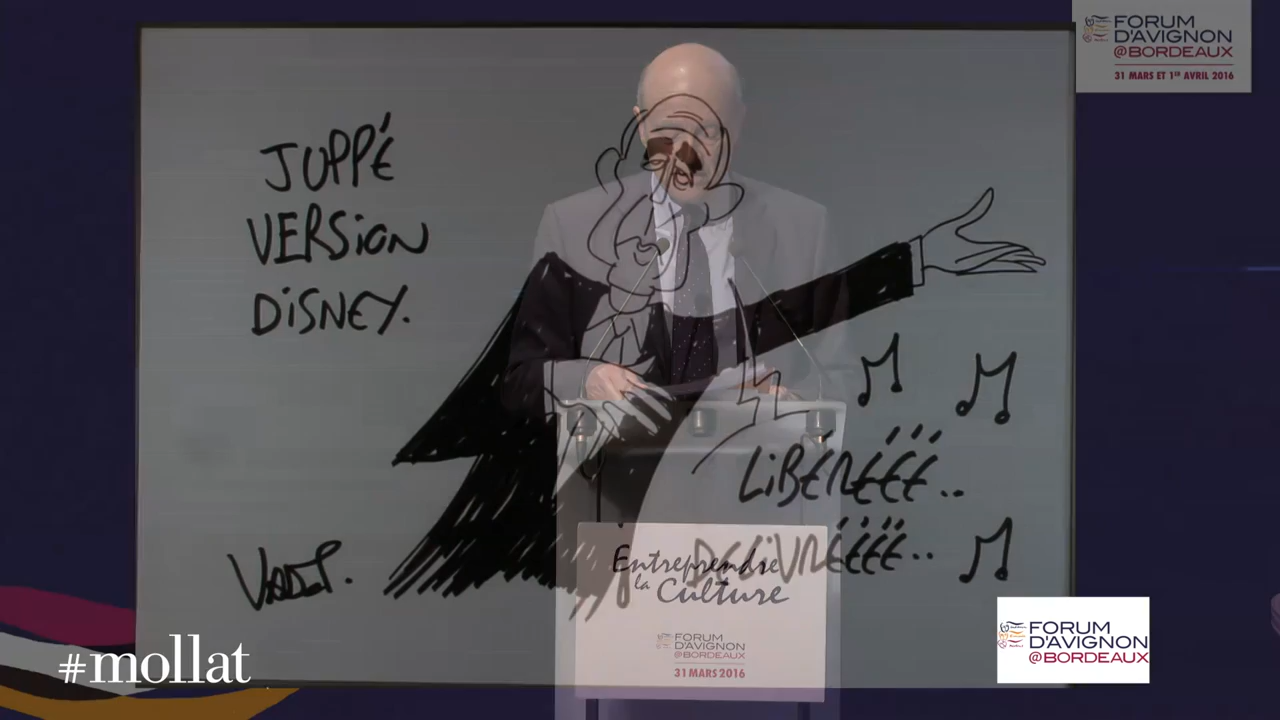 FORUM
D'AVIGNON
@BORDEAUX
31 MARS ET 1ER AVRIL 2016
JUPPÉ
VERSION
DISNEY.
LIBÉRÉÉÉ..
DÉLIVRÉÉÉÉ..
Entreprendre
la Culture
FORUM
D'AVIGNON
@BORDEAUX
31 MARS 2016
#mollat
FORUM
D'AVIGNON
@BORDEAUX